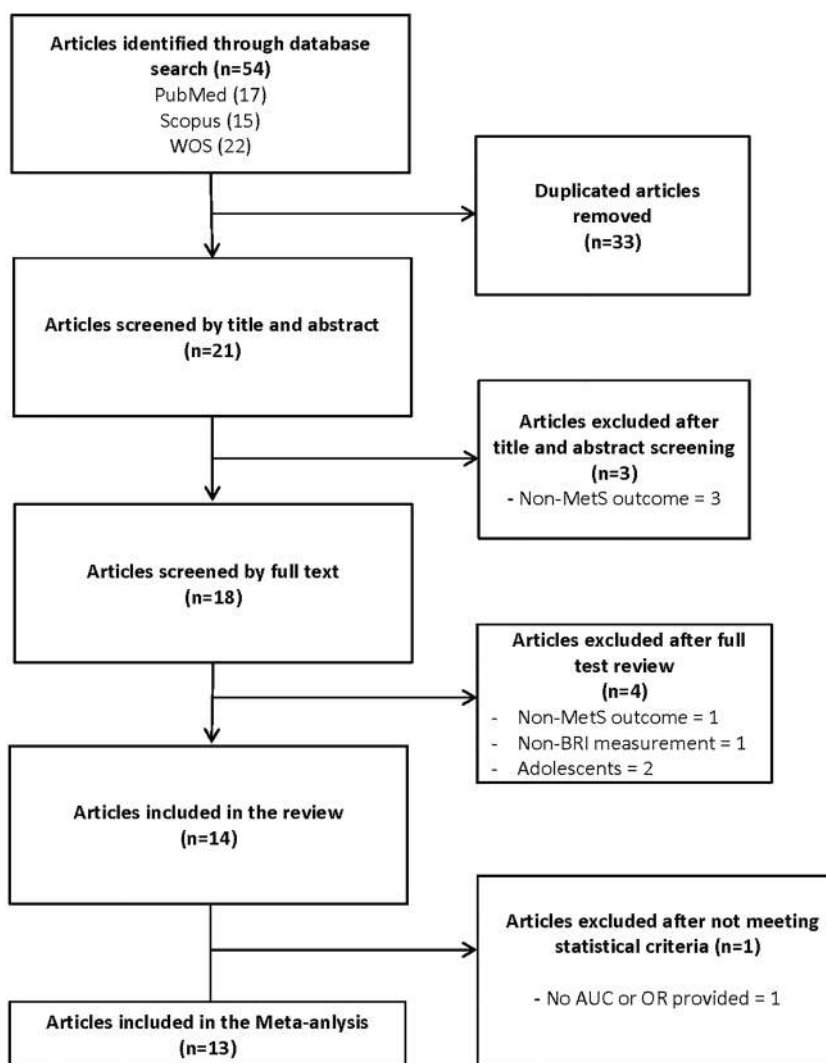 Articles identified through database
search (n=54)
PubMed (17)
Scopus (15)
WOS (22)
Duplicated articles
removed
(n=33)
Articles screened by title and abstract
(n=21)
Articles excluded after
title and abstract screening
(n=3)
- Non-MetS outcome = 3
Articles screened by full text
(n=18)
Articles excluded after full
test review
(n=4)
- Non-MetS outcome = 1
- Non-BRI measurement = 1
- Adolescents = 2
Articles included in the review
(n=14)
Articles excluded after not meeting
statistical criteria (n=1)
- No AUC or OR provided = 1
Articles included in the Meta-anlysis
(n=13)